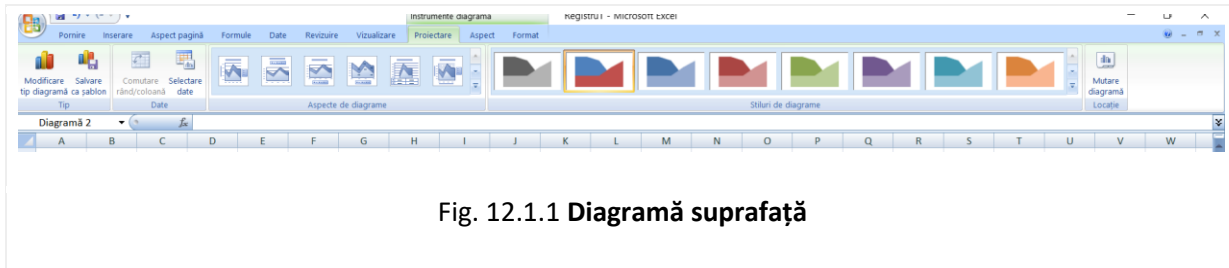 Instrumente diagramă Registru1 - Microsoft Excel
Pornire Inserare Aspect pagină Formule Date Revizuire Vizualizare Proiectare Aspect Format
Modificare Salvare Comutare Selectare Mutare
tip diagramă ca șablon rând/coloană date diagramă
Tip Date Aspecte de diagrame Stiluri de diagrame Locație
Diagramă 2 fx
A B C D E F G H I J K L M N O P Q R S T U V W
Fig. 12.1.1 Diagramă suprafață